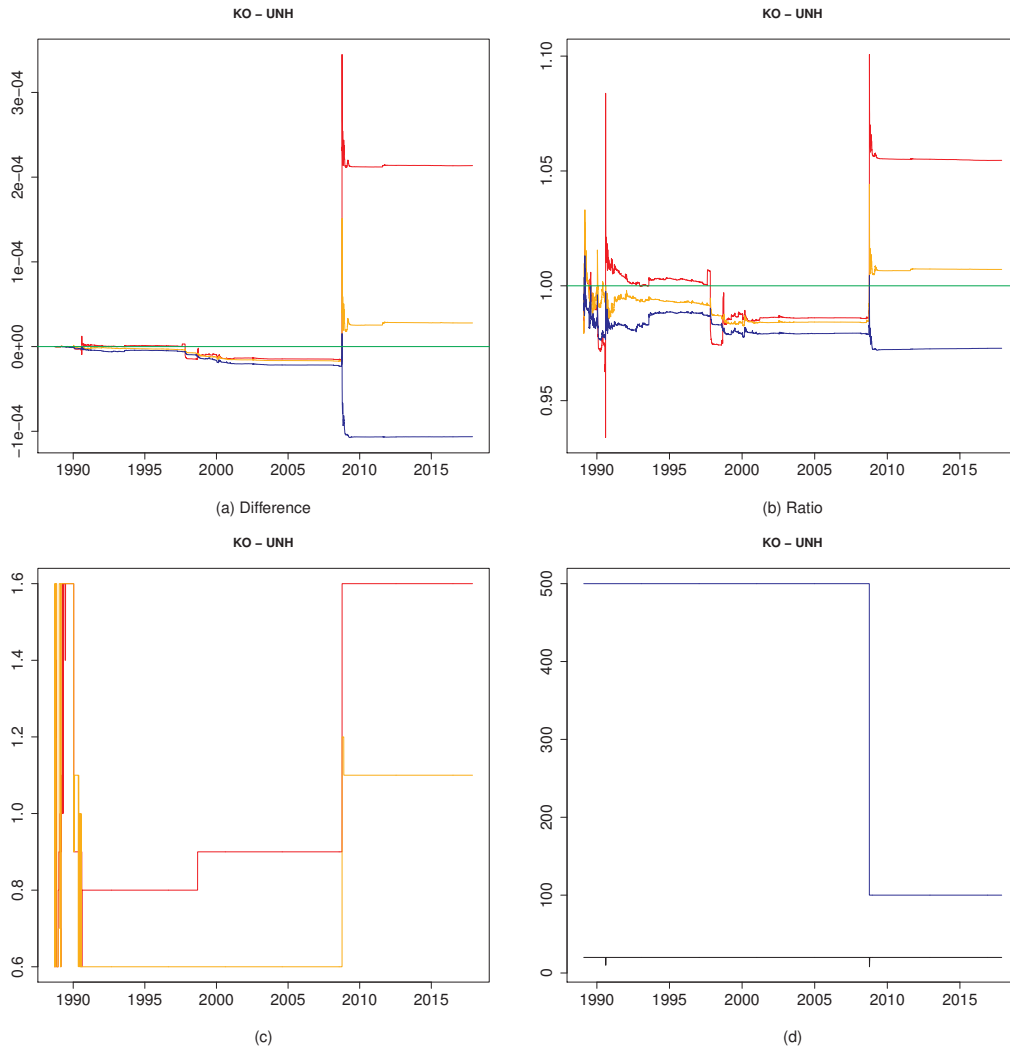 KO – UNH
3e-04
2e-04
1e-04
0e+00
-1e-04
1990 1995 2000 2005 2010 2015
(a) Difference
KO – UNH
1.10
1.05
1.00
0.95
1990 1995 2000 2005 2010 2015
(b) Ratio
KO – UNH
1.6
1.4
1.2
1.0
0.8
0.6
1990 1995 2000 2005 2010 2015
(c)
KO – UNH
500
400
300
200
100
0
1990 1995 2000 2005 2010 2015
(d)